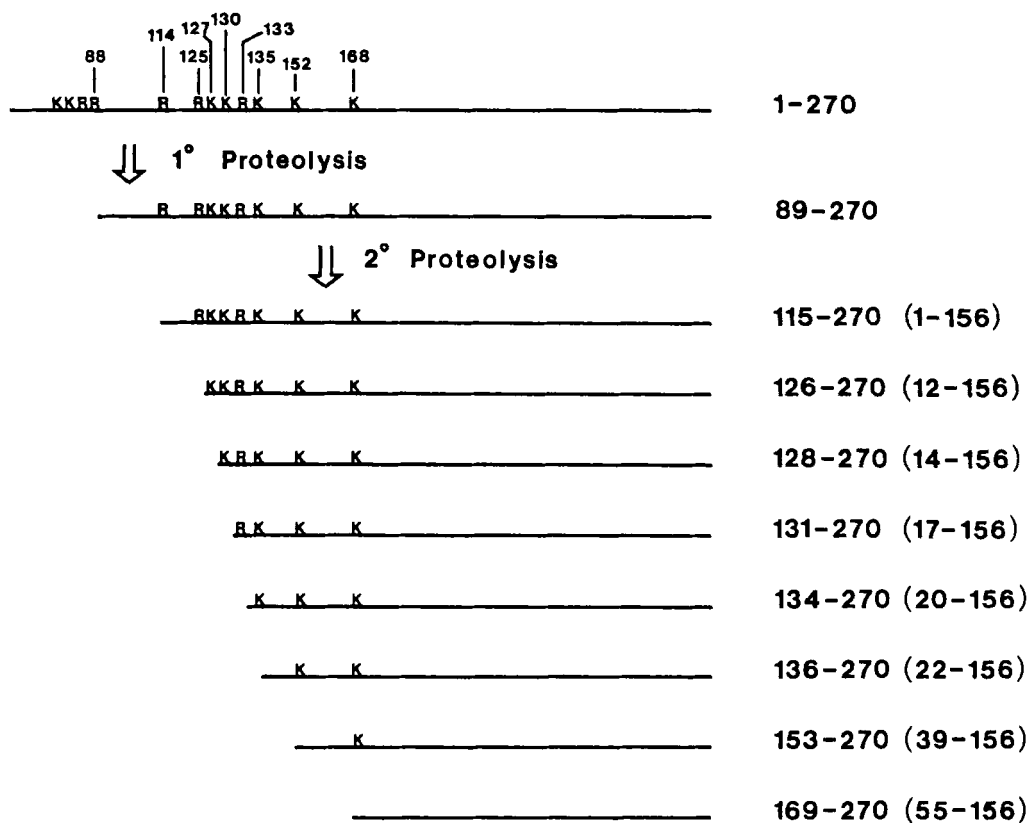 114 127 130 133
88 125 135 152 168
KKRR R RKKRK K K 1-270
1° Proteolysis
R RKKRK K K 89-270
2° Proteolysis
RKKRK K K 115-270 (1-156)
KKRK K K 126-270 (12-156)
KRK K K 128-270 (14-156)
RK K K 131-270 (17-156)
K K K 134-270 (20-156)
K K 136-270 (22-156)
K 153-270 (39-156)
169-270 (55-156)